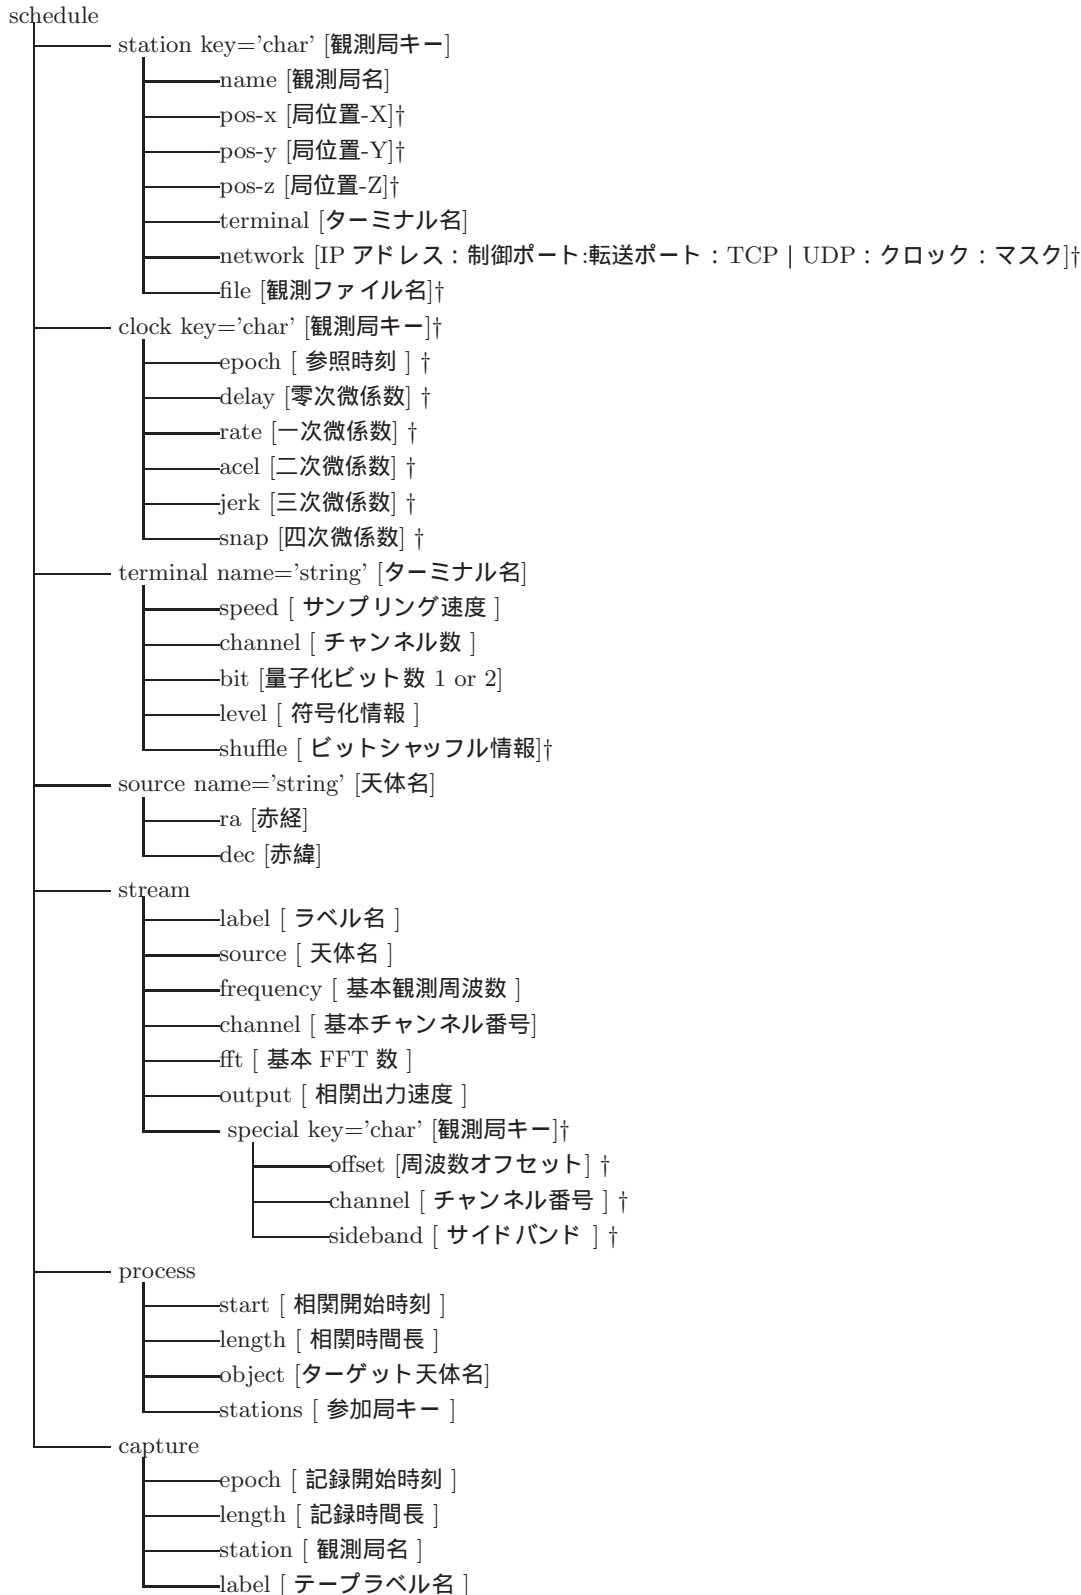 schedule
station key='char' [観測局キー]
name [観測局名]
pos-x [局位置-X]†
pos-y [局位置-Y]†
pos-z [局位置-Z]†
terminal [ターミナル名]
network [IP アドレス：制御ポート:転送ポート：TCP | UDP：クロック：マスク]†
file [観測ファイル名]†
clock key='char' [観測局キー]†
epoch [ 参照時刻 ] †
delay [零次微係数] †
rate [一次微係数] †
acel [二次微係数] †
jerk [三次微係数] †
snap [四次微係数] †
terminal name='string' [ターミナル名]
speed [ サンプリング速度 ]
channel [ チャンネル数 ]
bit [量子化ビット数 1 or 2]
level [ 符号化情報 ]
shuffle [ ビットシャッフル情報]†
source name='string' [天体名]
ra [赤経]
dec [赤緯]
stream
label [ ラベル名 ]
source [ 天体名 ]
frequency [ 基本観測周波数 ]
channel [ 基本チャンネル番号]
fft [ 基本 FFT 数 ]
output [ 相関出力速度 ]
special key='char' [観測局キー]†
offset [周波数オフセット] †
channel [ チャンネル番号 ] †
sideband [ サイドバンド ] †
process
start [ 相関開始時刻 ]
length [ 相関時間長 ]
object [ターゲット天体名]
stations [ 参加局キー ]
capture
epoch [ 記録開始時刻 ]
length [ 記録時間長 ]
station [ 観測局名 ]
label [ テープラベル名 ]